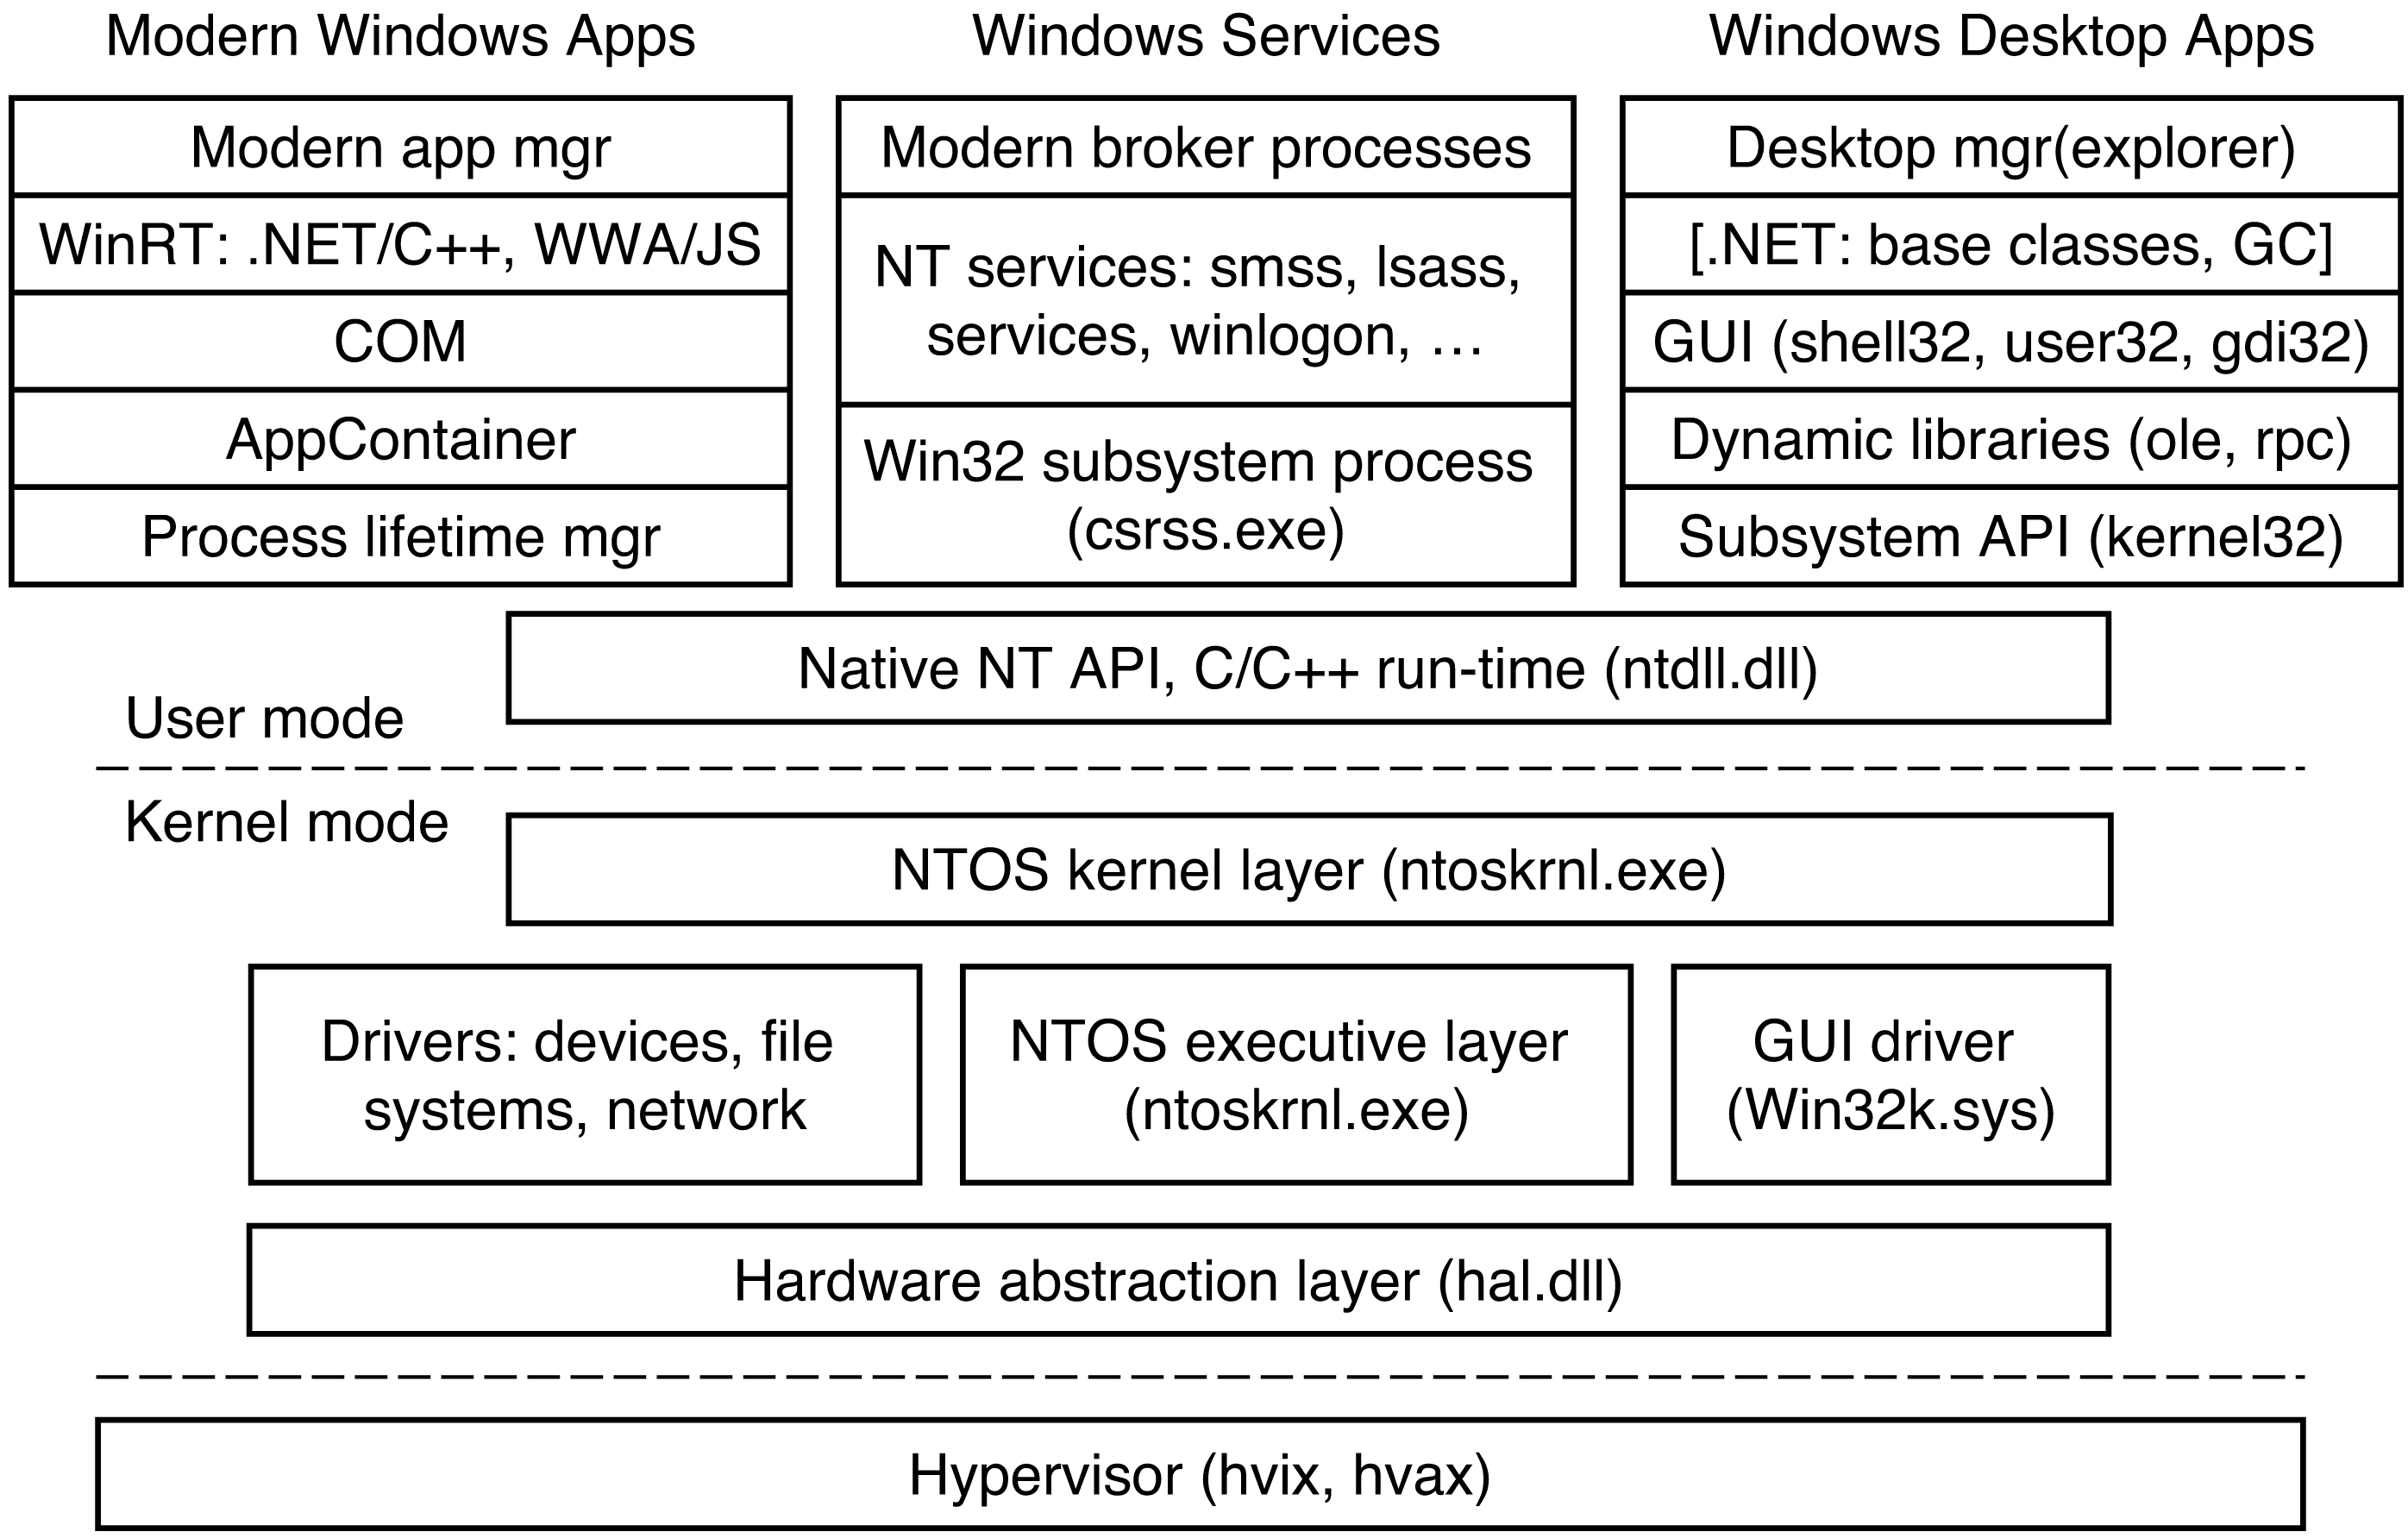 Modern Windows Apps
Modern app mgr
WinRT: .NET/C++, WWA/JS
COM
AppContainer
Process lifetime mgr
Windows Services
Modern broker processes
NT services: smss, lsass,
services, winlogon, …
Win32 subsystem process
(csrss.exe)
Windows Desktop Apps
Desktop mgr(explorer)
[.NET: base classes, GC]
GUI (shell32, user32, gdi32)
Dynamic libraries (ole, rpc)
Subsystem API (kernel32)
Native NT API, C/C++ run-time (ntdll.dll)
User mode
Kernel mode
NTOS kernel layer (ntoskrnl.exe)
Drivers: devices, file
systems, network
NTOS executive layer
(ntoskrnl.exe)
GUI driver
(Win32k.sys)
Hardware abstraction layer (hal.dll)
Hypervisor (hvix, hvax)